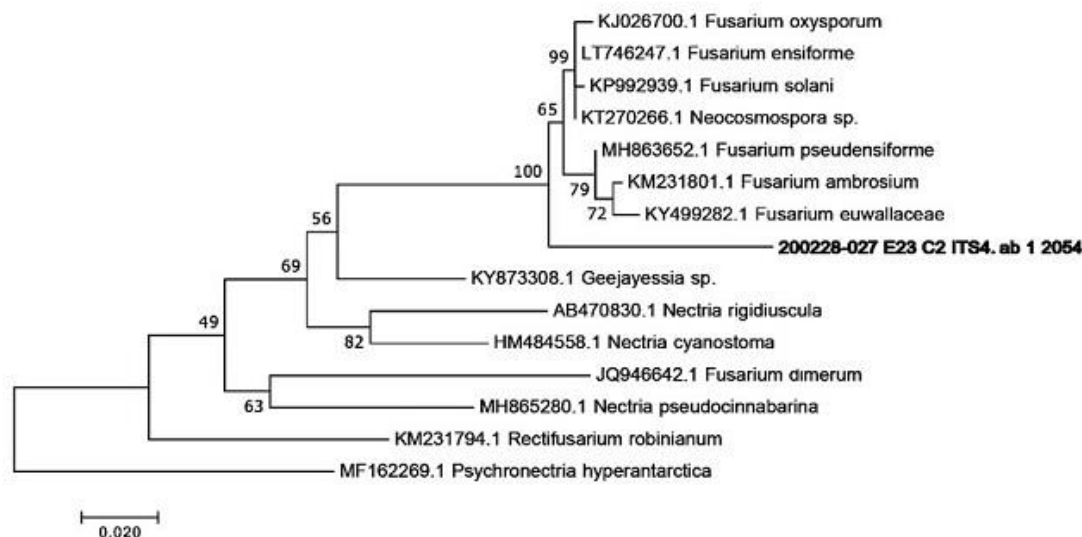 KJ026700.1 Fusarium oxysporum
99
LT746247.1 Fusarium ensiforme
KP992939.1 Fusarium solani
65
KT270266.1 Neocosmospora sp.
MH863652.1 Fusarium pseudensiforme
100
79
KM231801.1 Fusarium ambrosium
72
KY499282.1 Fusarium euwallaceae
56
200228-027 E23 C2 ITS4. ab 1 2054
69
KY873308.1 Geejayessia sp.
AB470830.1 Nectria rigidiuscula
49
82
HM484558.1 Nectria cyanostoma
JQ946642.1 Fusarium dimerum
63
MH865280.1 Nectria pseudocinnabarina
KM231794.1 Rectifusarium robinianum
MF162269.1 Psychronectria hyperantarctica
0.020